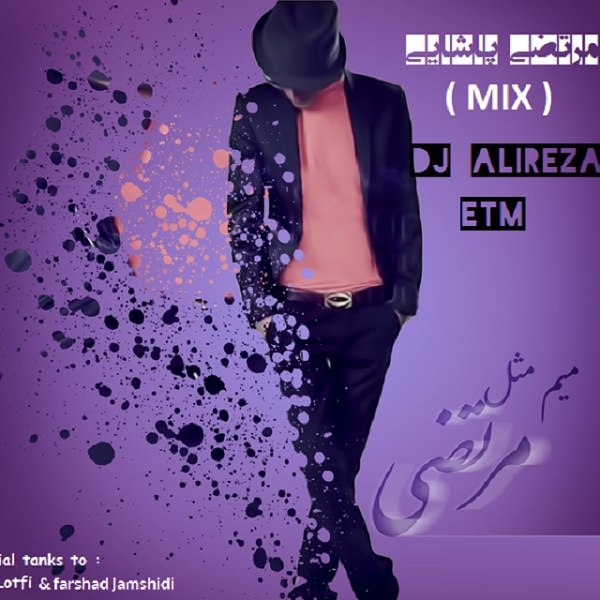 مرتضی پاشایی
( MIX )
DJ ALIREZA
ETM
میم مثل
مرتضی
ial tanks to :
Lotfi & farshad Jamshidi